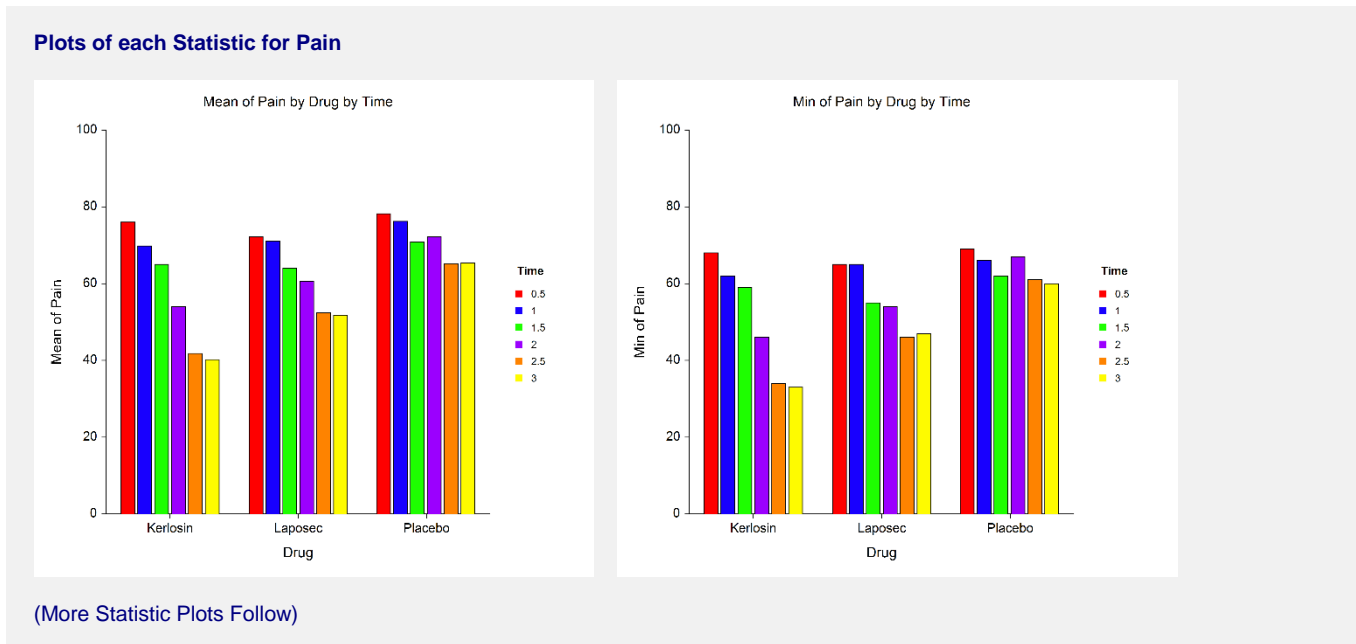 Plots of each Statistic for Pain
Mean of Pain by Drug by Time
100
80
60
40
20
0
Mean of Pain
Kerlosin
Laposec
Placebo
Drug
Time
0.5
1
1.5
2
2.5
3
Min of Pain by Drug by Time
100
80
60
40
20
0
Min of Pain
Kerlosin
Laposec
Placebo
Drug
Time
0.5
1
1.5
2
2.5
3
(More Statistic Plots Follow)